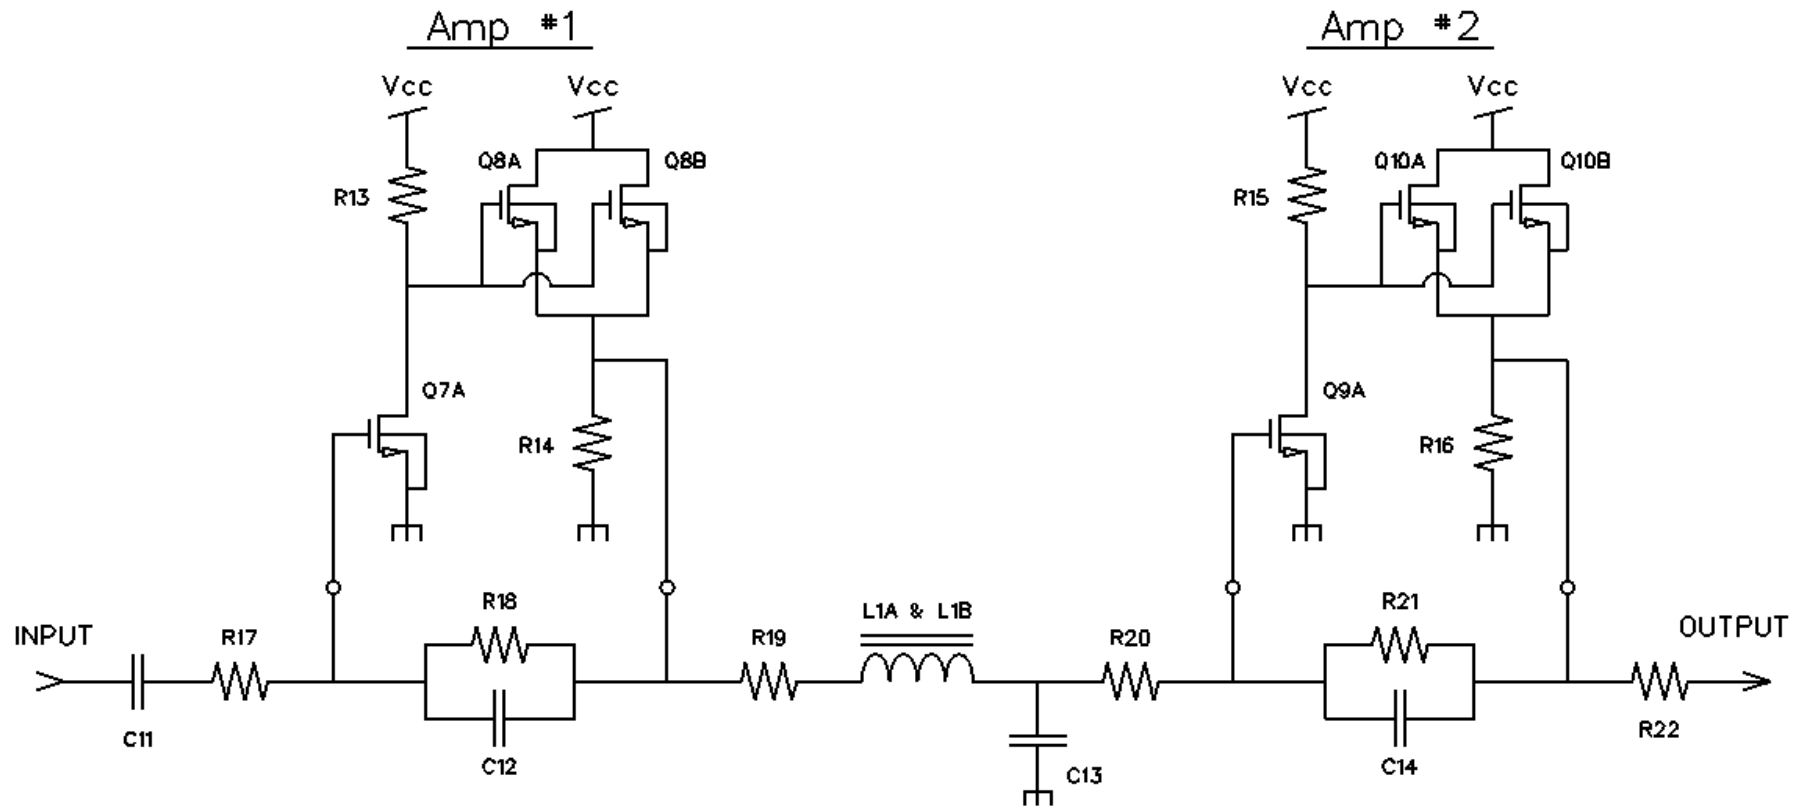 Amp #1
Amp #2
Vcc
Vcc
Vcc
Vcc
Q8A
Q8B
Q10A
Q10B
R13
R15
Q7A
Q9A
R14
R16
INPUT
R17
R18
L1A & L1B
R19
R20
R21
OUTPUT
C11
C12
C13
C14
R22